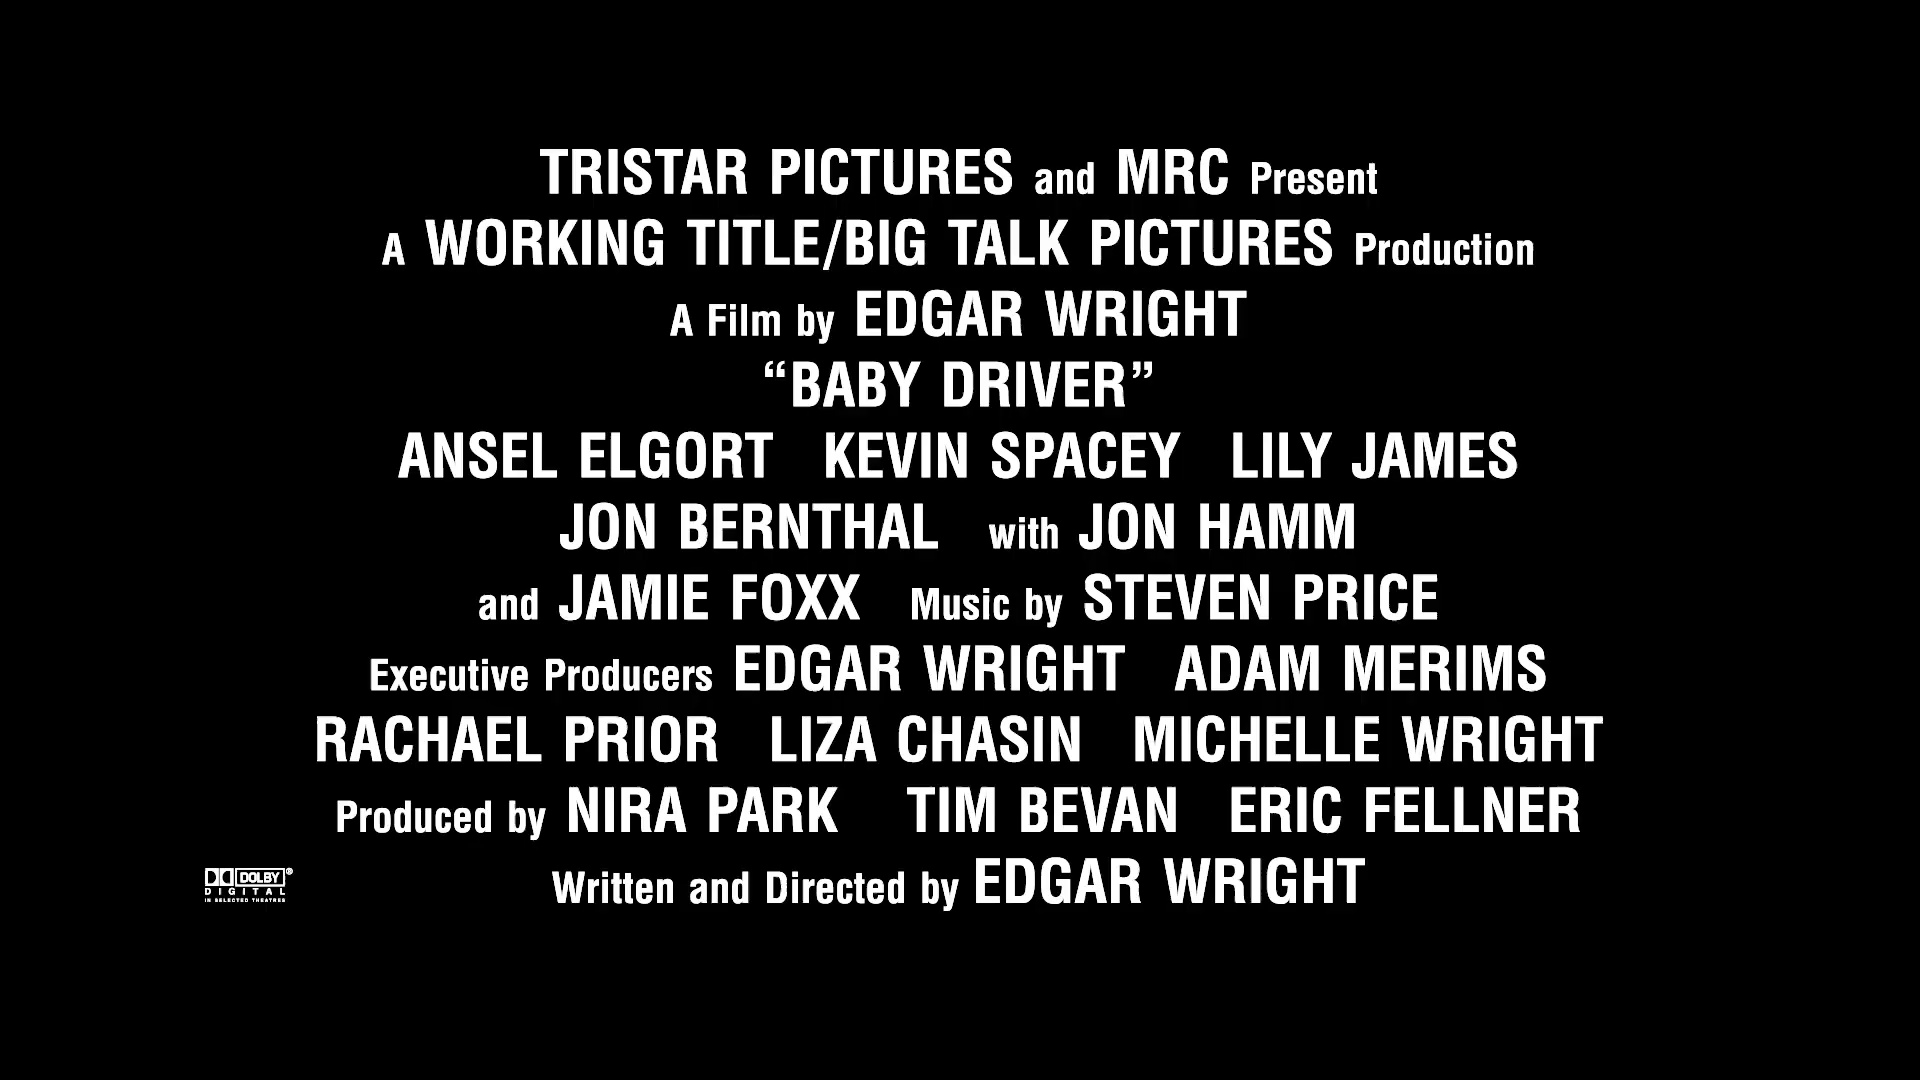 TRISTAR PICTURES and MRC Present
A WORKING TITLE/BIG TALK PICTURES Production
A Film by EDGAR WRIGHT
“BABY DRIVER”
ANSEL ELGORT KEVIN SPACEY LILY JAMES
JON BERNTHAL with JON HAMM
and JAMIE FOXX Music by STEVEN PRICE
Executive Producers EDGAR WRIGHT ADAM MERIMS
RACHAEL PRIOR LIZA CHASIN MICHELLE WRIGHT
Produced by NIRA PARK TIM BEVAN ERIC FELLNER
Written and Directed by EDGAR WRIGHT
DOLBY®
DIGITAL
IN SELECTED THEATRES